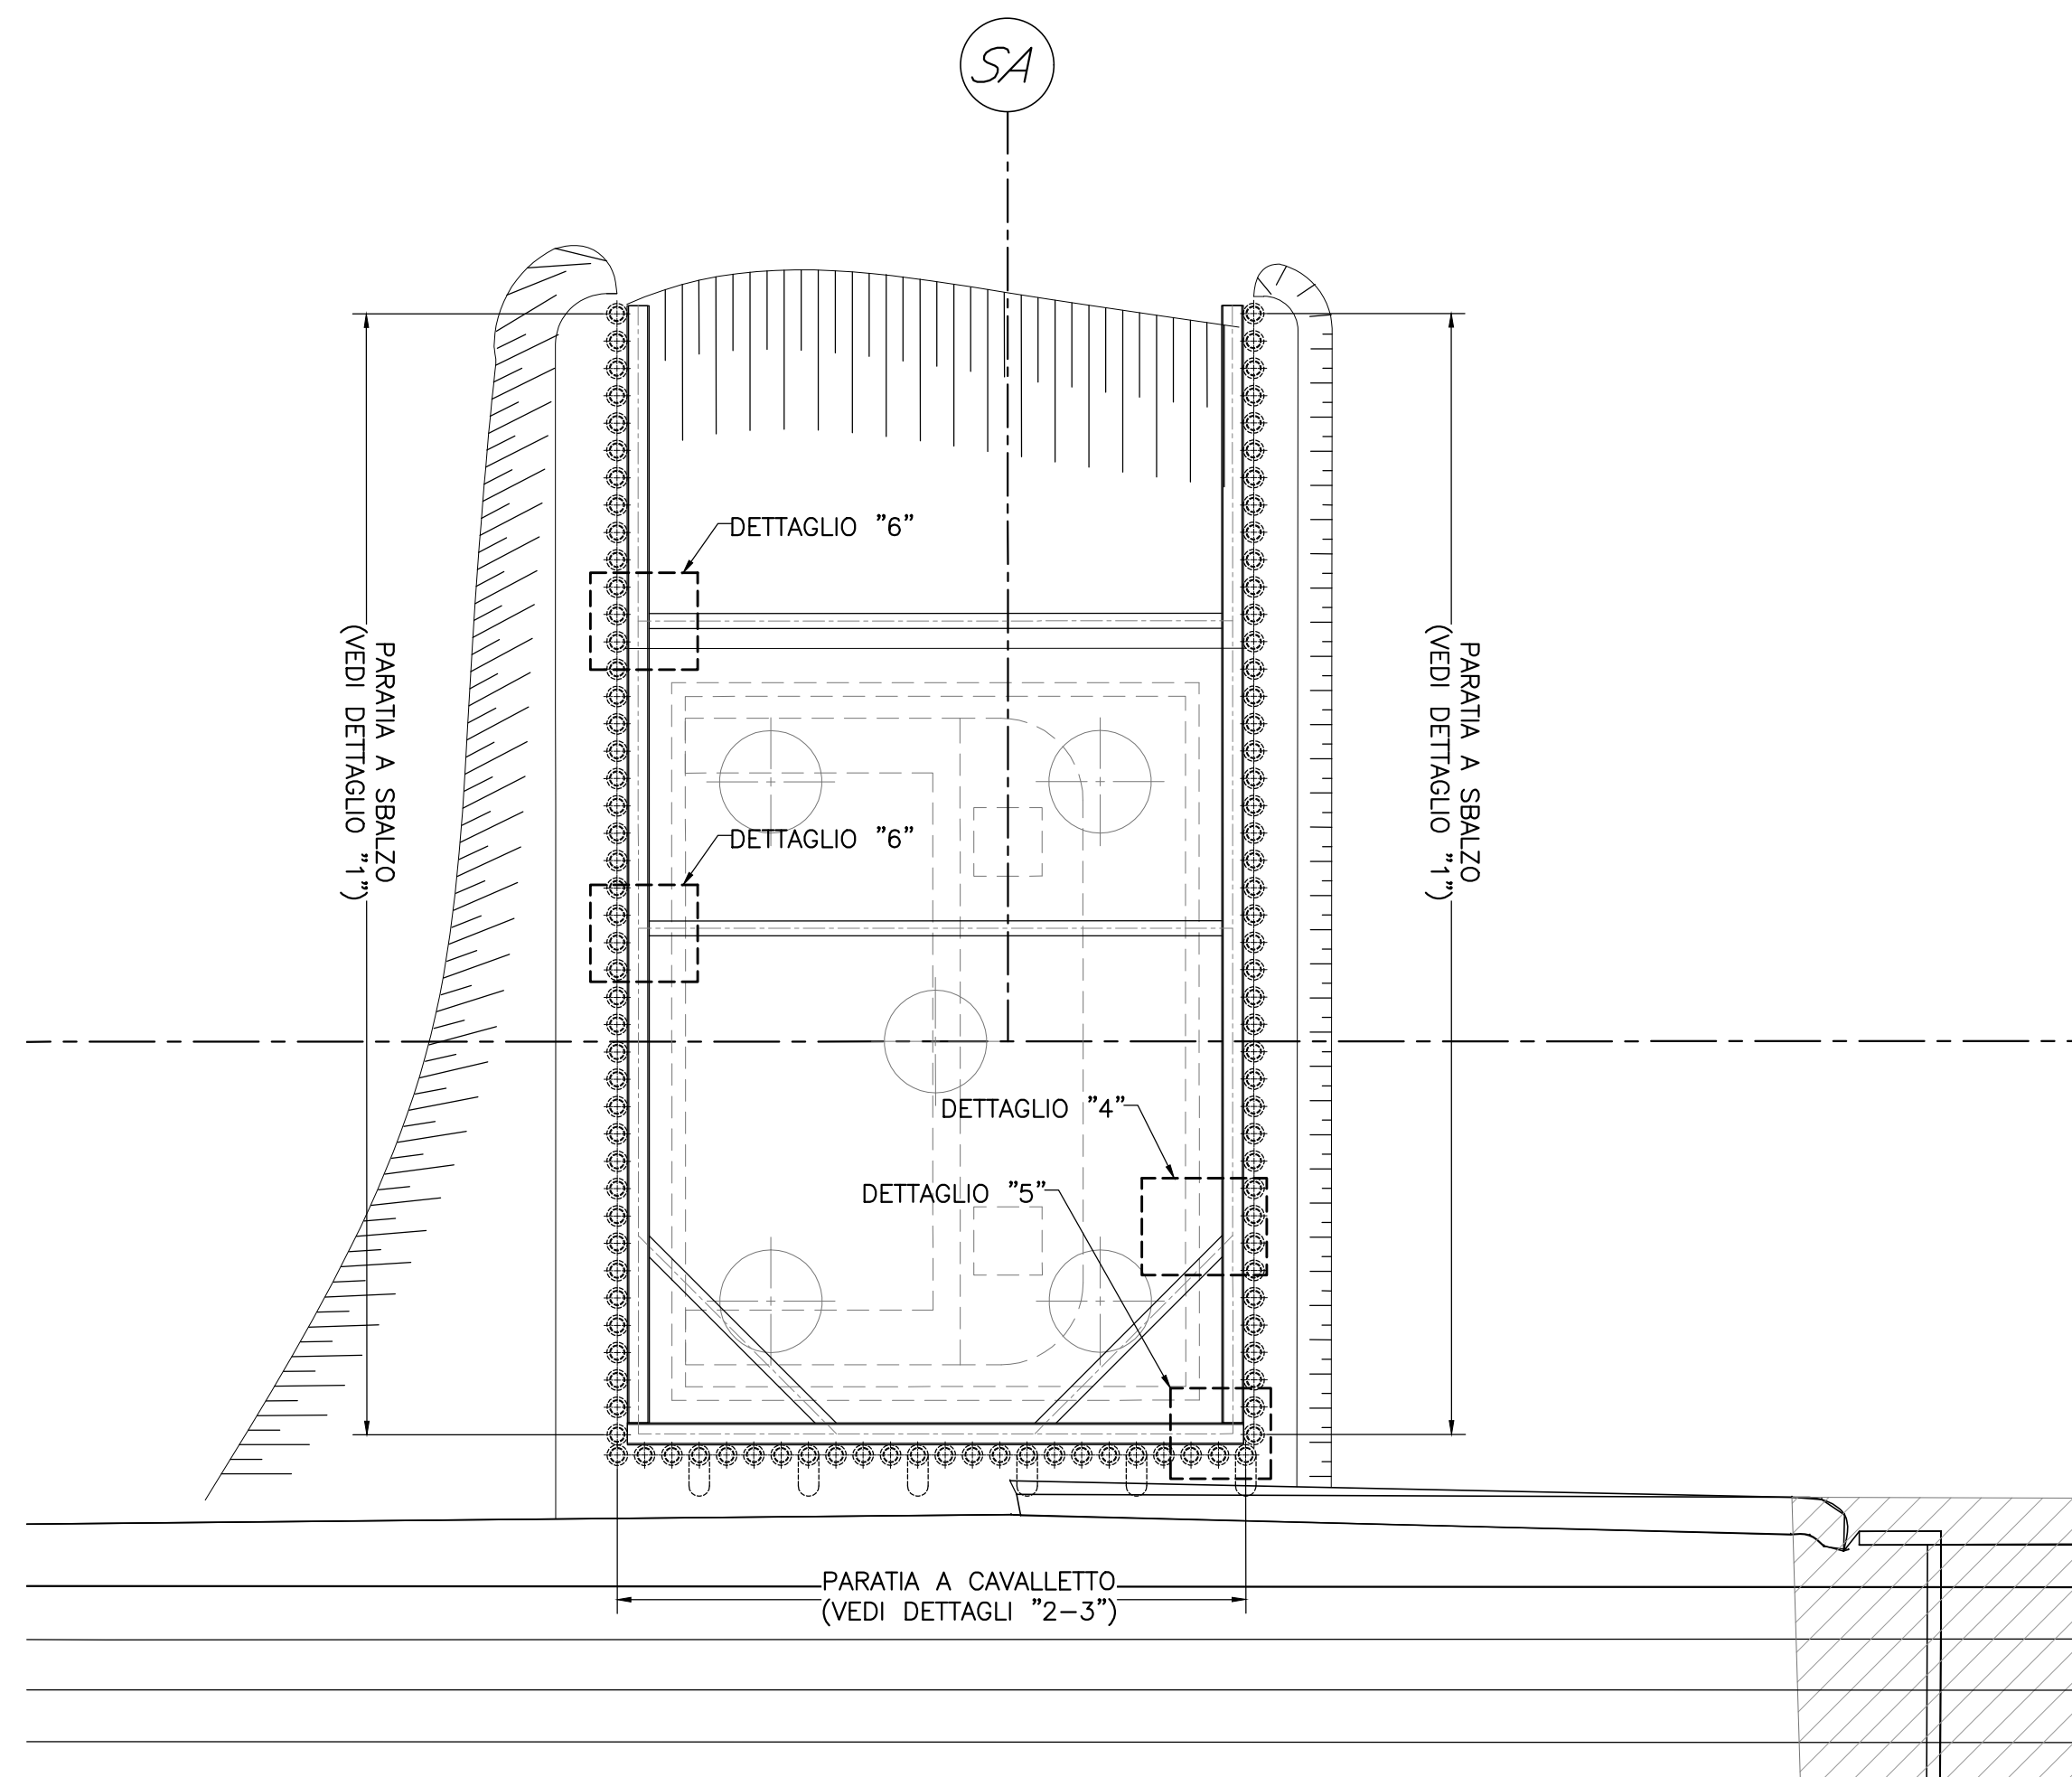 SA
DETTAGLIO "6"
PARATIA A SBALZO
(VEDI DETTAGLIO "1")
PARATIA A SBALZO
(VEDI DETTAGLIO "1")
DETTAGLIO "6"
DETTAGLIO "4"
DETTAGLIO "5"
PARATIA A CAVALLETTO
(VEDI DETTAGLI "2-3")